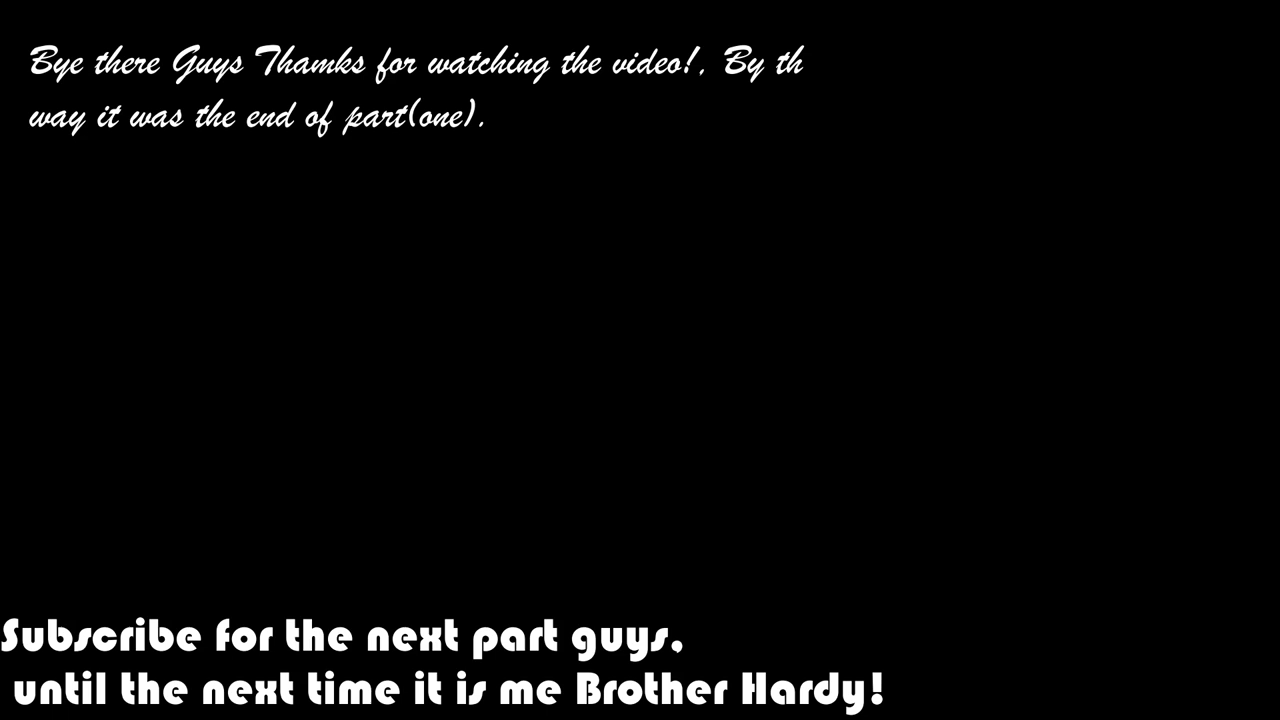 Bye there Guys Thamks for watching the video!, By th
way it was the end of part(one).
Subscribe for the next part guys,
until the next time it is me Brother Hardy!